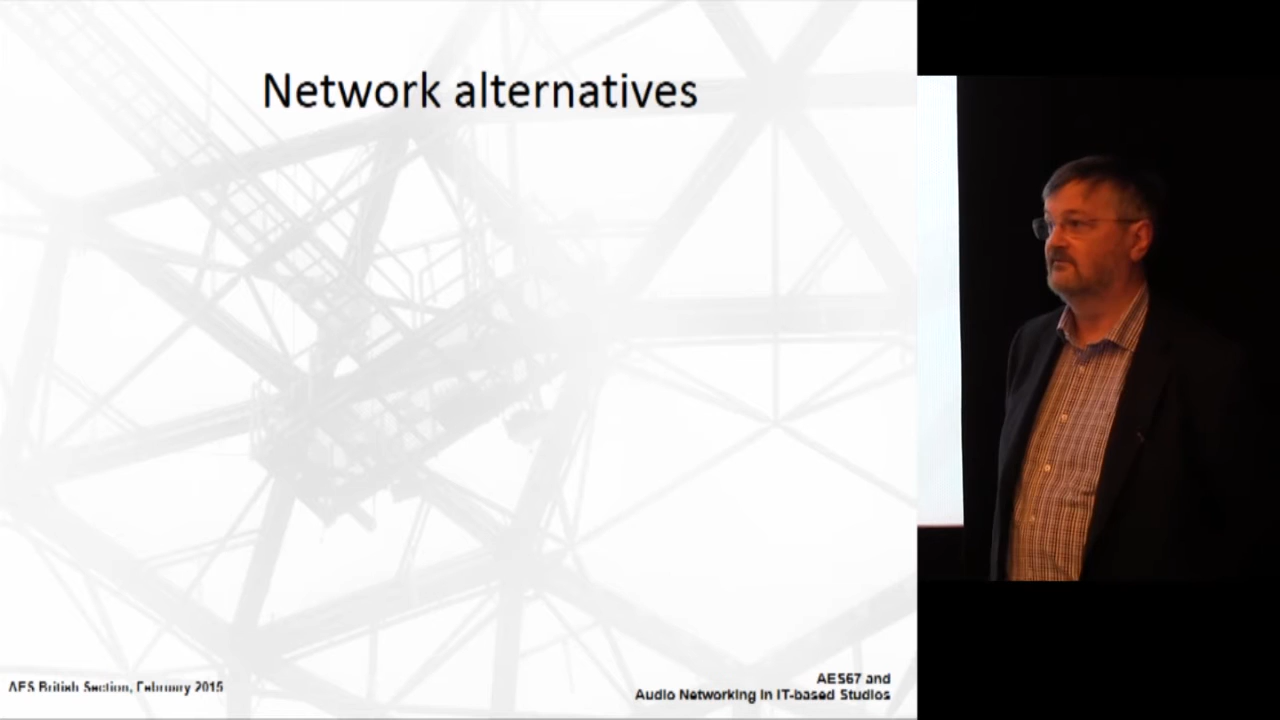 Network alternatives
AES British Section, February 2015
AES67 and
Audio Networking in IT-based Studios